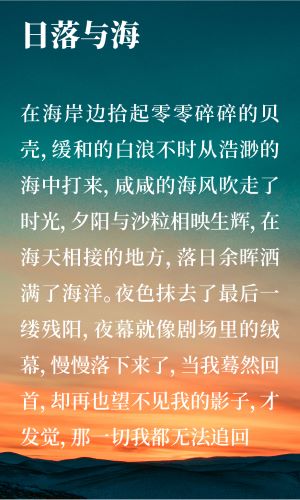 日落与海
在海岸边拾起零零碎碎的贝
壳，缓和的白浪不时从浩渺的
海中打来，咸咸的海风吹走了
时光，夕阳与沙粒相映生辉，在
海天相接的地方，落日余晖洒
满了海洋。夜色抹去了最后一
缕残阳，夜幕就像剧场里的绒
幕，慢慢落下来了，当我蓦然回
首，却再也望不见我的影子，才
发觉，那一切我都无法追回